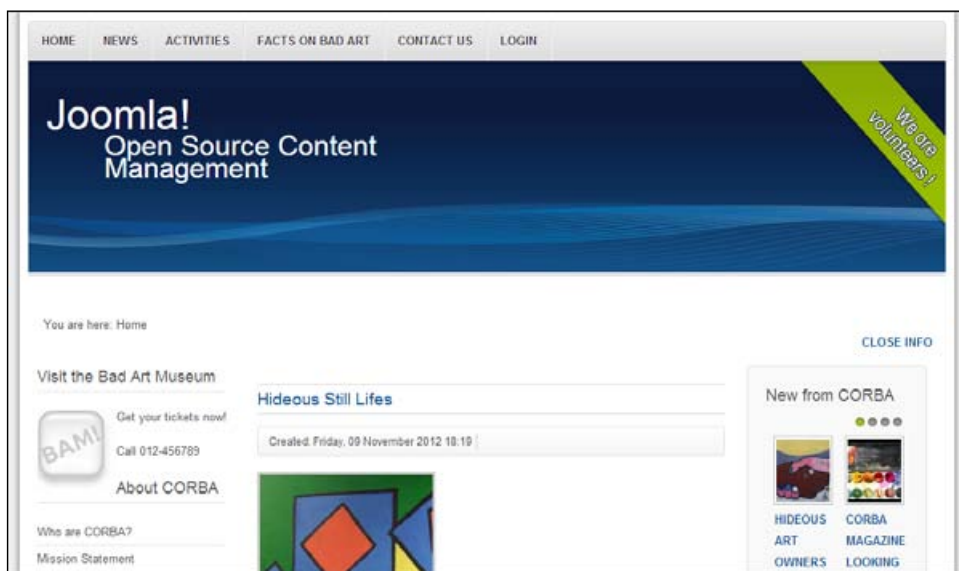 HOME NEWS ACTIVITIES FACTS ON BAD ART CONTACT US LOGIN
Joomla!
Open Source Content
Management
We are
volunteers!
You are here: Home
CLOSE INFO
Visit the Bad Art Museum
BAM!
Get your tickets now!
Call 012-456789
About CORBA
Who are CORBA?
Mission Statement
Hideous Still Lifes
Created: Friday, 09 November 2012 18:19
New from CORBA
HIDEOUS
ART
OWNERS
CORBA
MAGAZINE
LOOKING